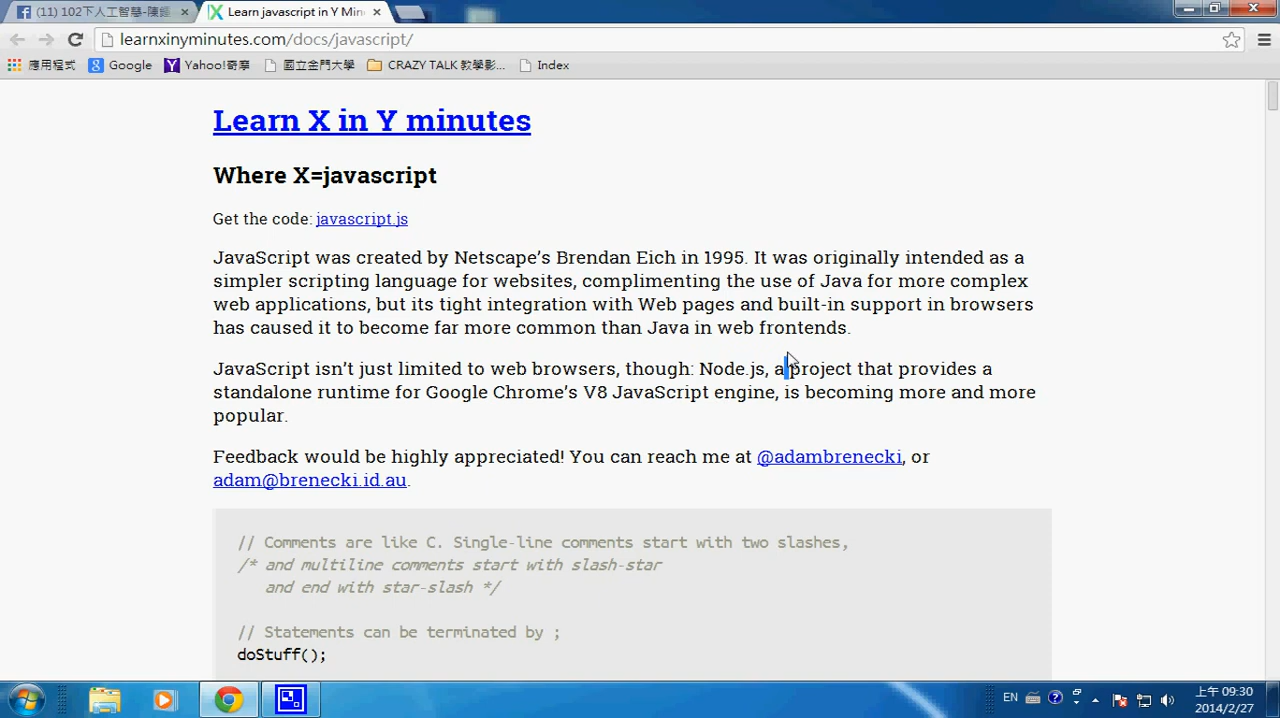 (11) 102下人工智慧-陳鍾
Learn javascript in Y Min
learnxinyminutes.com/docs/javascript/
應用程式 Google Yahoo!奇摩 國立金門大學 CRAZY TALK 教學影... Index
Learn X in Y minutes
Where X=javascript
Get the code: javascript.js
JavaScript was created by Netscape’s Brendan Eich in 1995. It was originally intended as a
simpler scripting language for websites, complimenting the use of Java for more complex
web applications, but its tight integration with Web pages and built-in support in browsers
has caused it to become far more common than Java in web frontends.
JavaScript isn’t just limited to web browsers, though: Node.js, a project that provides a
standalone runtime for Google Chrome’s V8 JavaScript engine, is becoming more and more
popular.
Feedback would be highly appreciated! You can reach me at @adambrenecki, or
adam@brenecki.id.au.
// Comments are like C. Single-line comments start with two slashes,
/* and multiline comments start with slash-star
and end with star-slash */
// Statements can be terminated by ;
doStuff();
EN
上午 09:30
2014/2/27